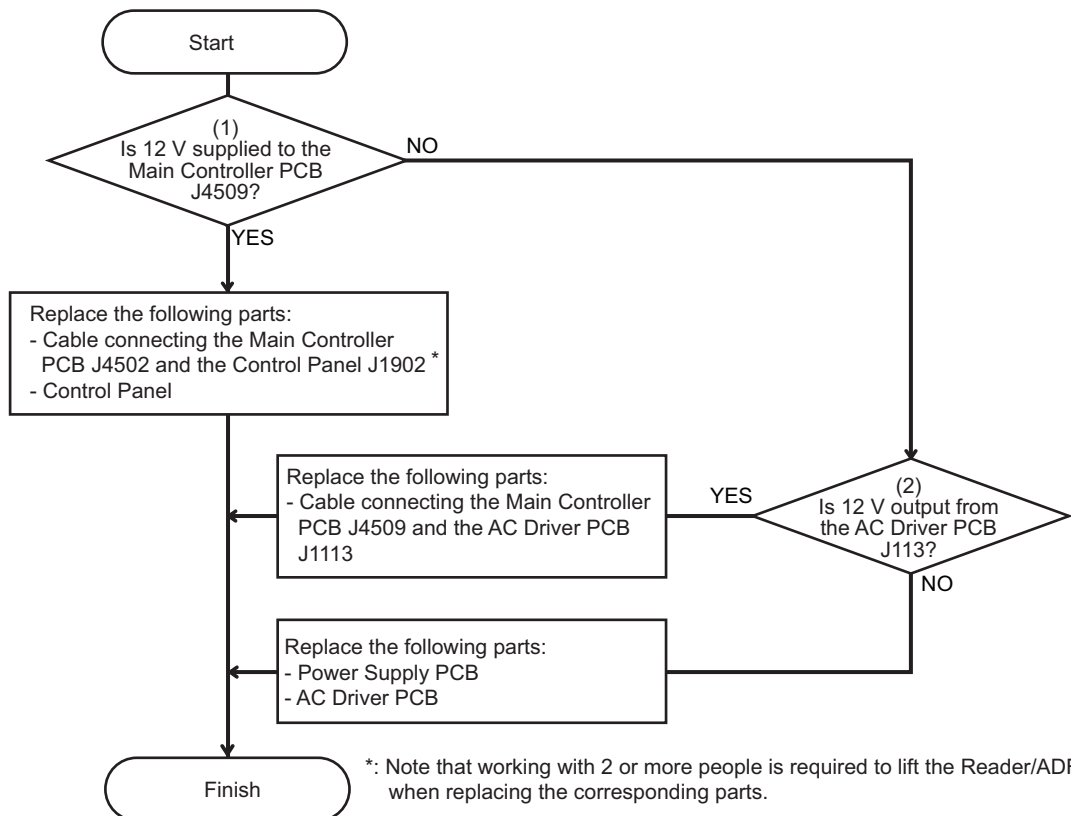 Start
(1)
Is 12 V supplied to the
Main Controller PCB
J4509?
NO
YES
Replace the following parts:
- Cable connecting the Main Controller
PCB J4502 and the Control Panel J1902 *
- Control Panel
Replace the following parts:
- Cable connecting the Main Controller
PCB J4509 and the AC Driver PCB
J1113
YES
(2)
Is 12 V output from
the AC Driver PCB
J113?
NO
Replace the following parts:
- Power Supply PCB
- AC Driver PCB
Finish
*: Note that working with 2 or more people is required to lift the Reader/ADF
when replacing the corresponding parts.